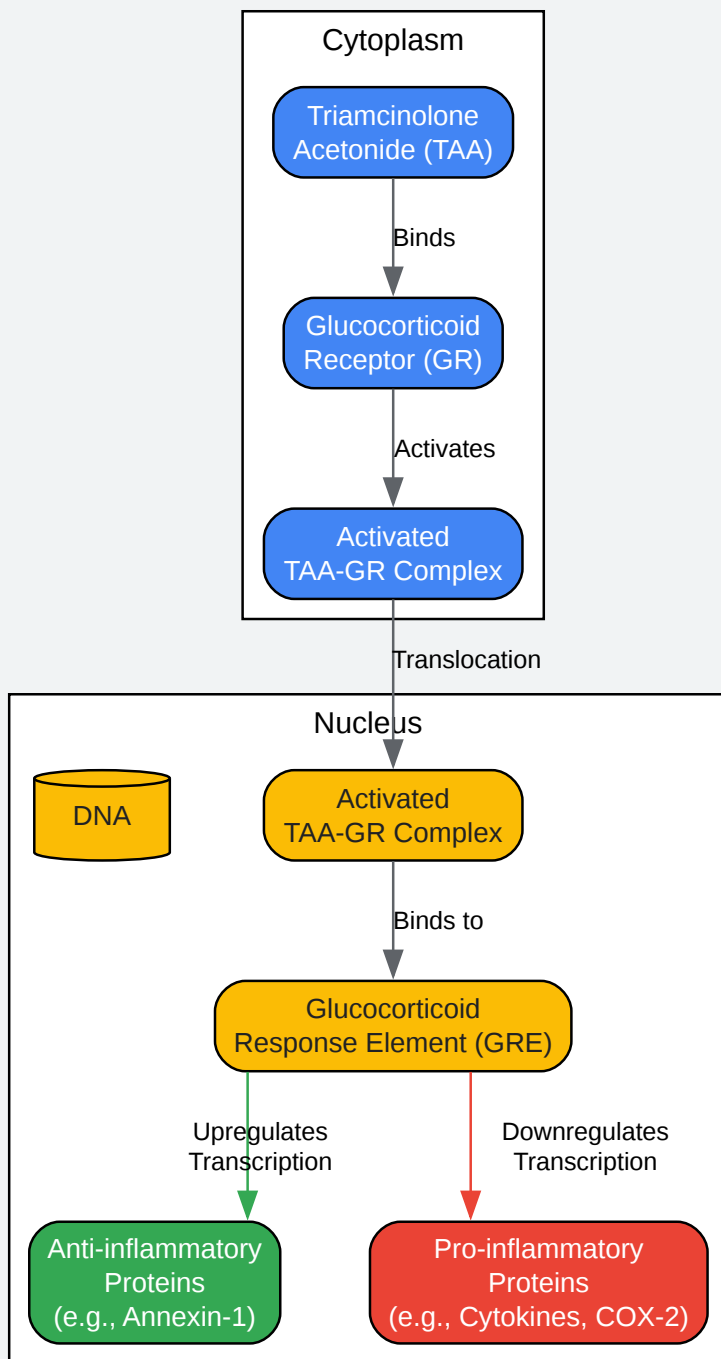 Cytoplasm
Triamcinolone
Acetonide (TAA)
Binds
Glucocorticoid
Receptor (GR)
Activates
Activated
TAA-GR Complex
Translocation
Nucleus
DNA
Activated
TAA-GR Complex
Binds to
Glucocorticoid
Response Element (GRE)
Upregulates
Transcription
Downregulates
Transcription
Anti-inflammatory
Proteins
(e.g., Annexin-1)
Pro-inflammatory
Proteins
(e.g., Cytokines, COX-2)